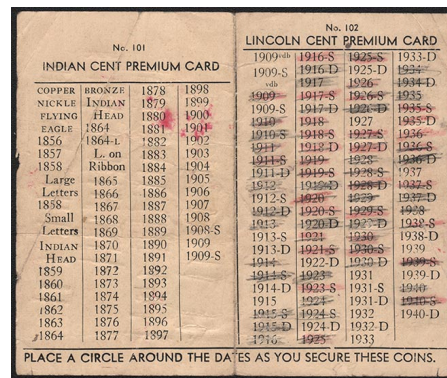 No. 101
INDIAN CENT PREMIUM CARD
COPPER
NICKLE
FLYING
EAGLE
1856
1857
1858
Large
Letters
1858
Small
Letters
INDIAN
HEAD
1859
1860
1861
1862
1863
1864
BRONZE
INDIAN
HEAD
1864
1864-L
L. on
Ribbon
1865
1866
1867
1868
1869
1870
1871
1872
1873
1874
1875
1876
1877
1878
1879
1880
1881
1882
1883
1884
1885
1886
1887
1888
1889
1890
1891
1892
1893
1894
1895
1896
1897
1898
1899
1900
1901
1902
1903
1904
1905
1906
1907
1908
1908-S
1909
1909-S
No. 102
LINCOLN CENT PREMIUM CARD
1909 vdb
1909-S
vdb
1909
1909-S
1910
1910-S
1911
1911-S
1911-D
1912
1912-S
1912-D
1913
1913-S
1913-D
1914
1914-S
1914-D
1915
1915-S
1915-D
1916
1916-S
1916-D
1917
1917-S
1917-D
1918
1918-S
1918-D
1919
1919-S
1919-D
1920
1920-S
1920-D
1921
1921-S
1922-D
1923
1923-S
1924
1924-S
1924-D
1925
1925-S
1925-D
1926
1926-S
1926-D
1927
1927-S
1927-D
1928
1928-S
1928-D
1929
1929-S
1929-D
1930
1930-S
1930-D
1931
1931-S
1931-D
1932
1932-D
1933
1933-D
1934
1934-D
1935
1935-S
1935-D
1936
1936-S
1936-D
1937
1937-S
1937-D
1938
1938-S
1938-D
1939
1939-S
1939-D
1940
1940-S
1940-D
PLACE A CIRCLE AROUND THE DATES AS YOU SECURE THESE COINS.